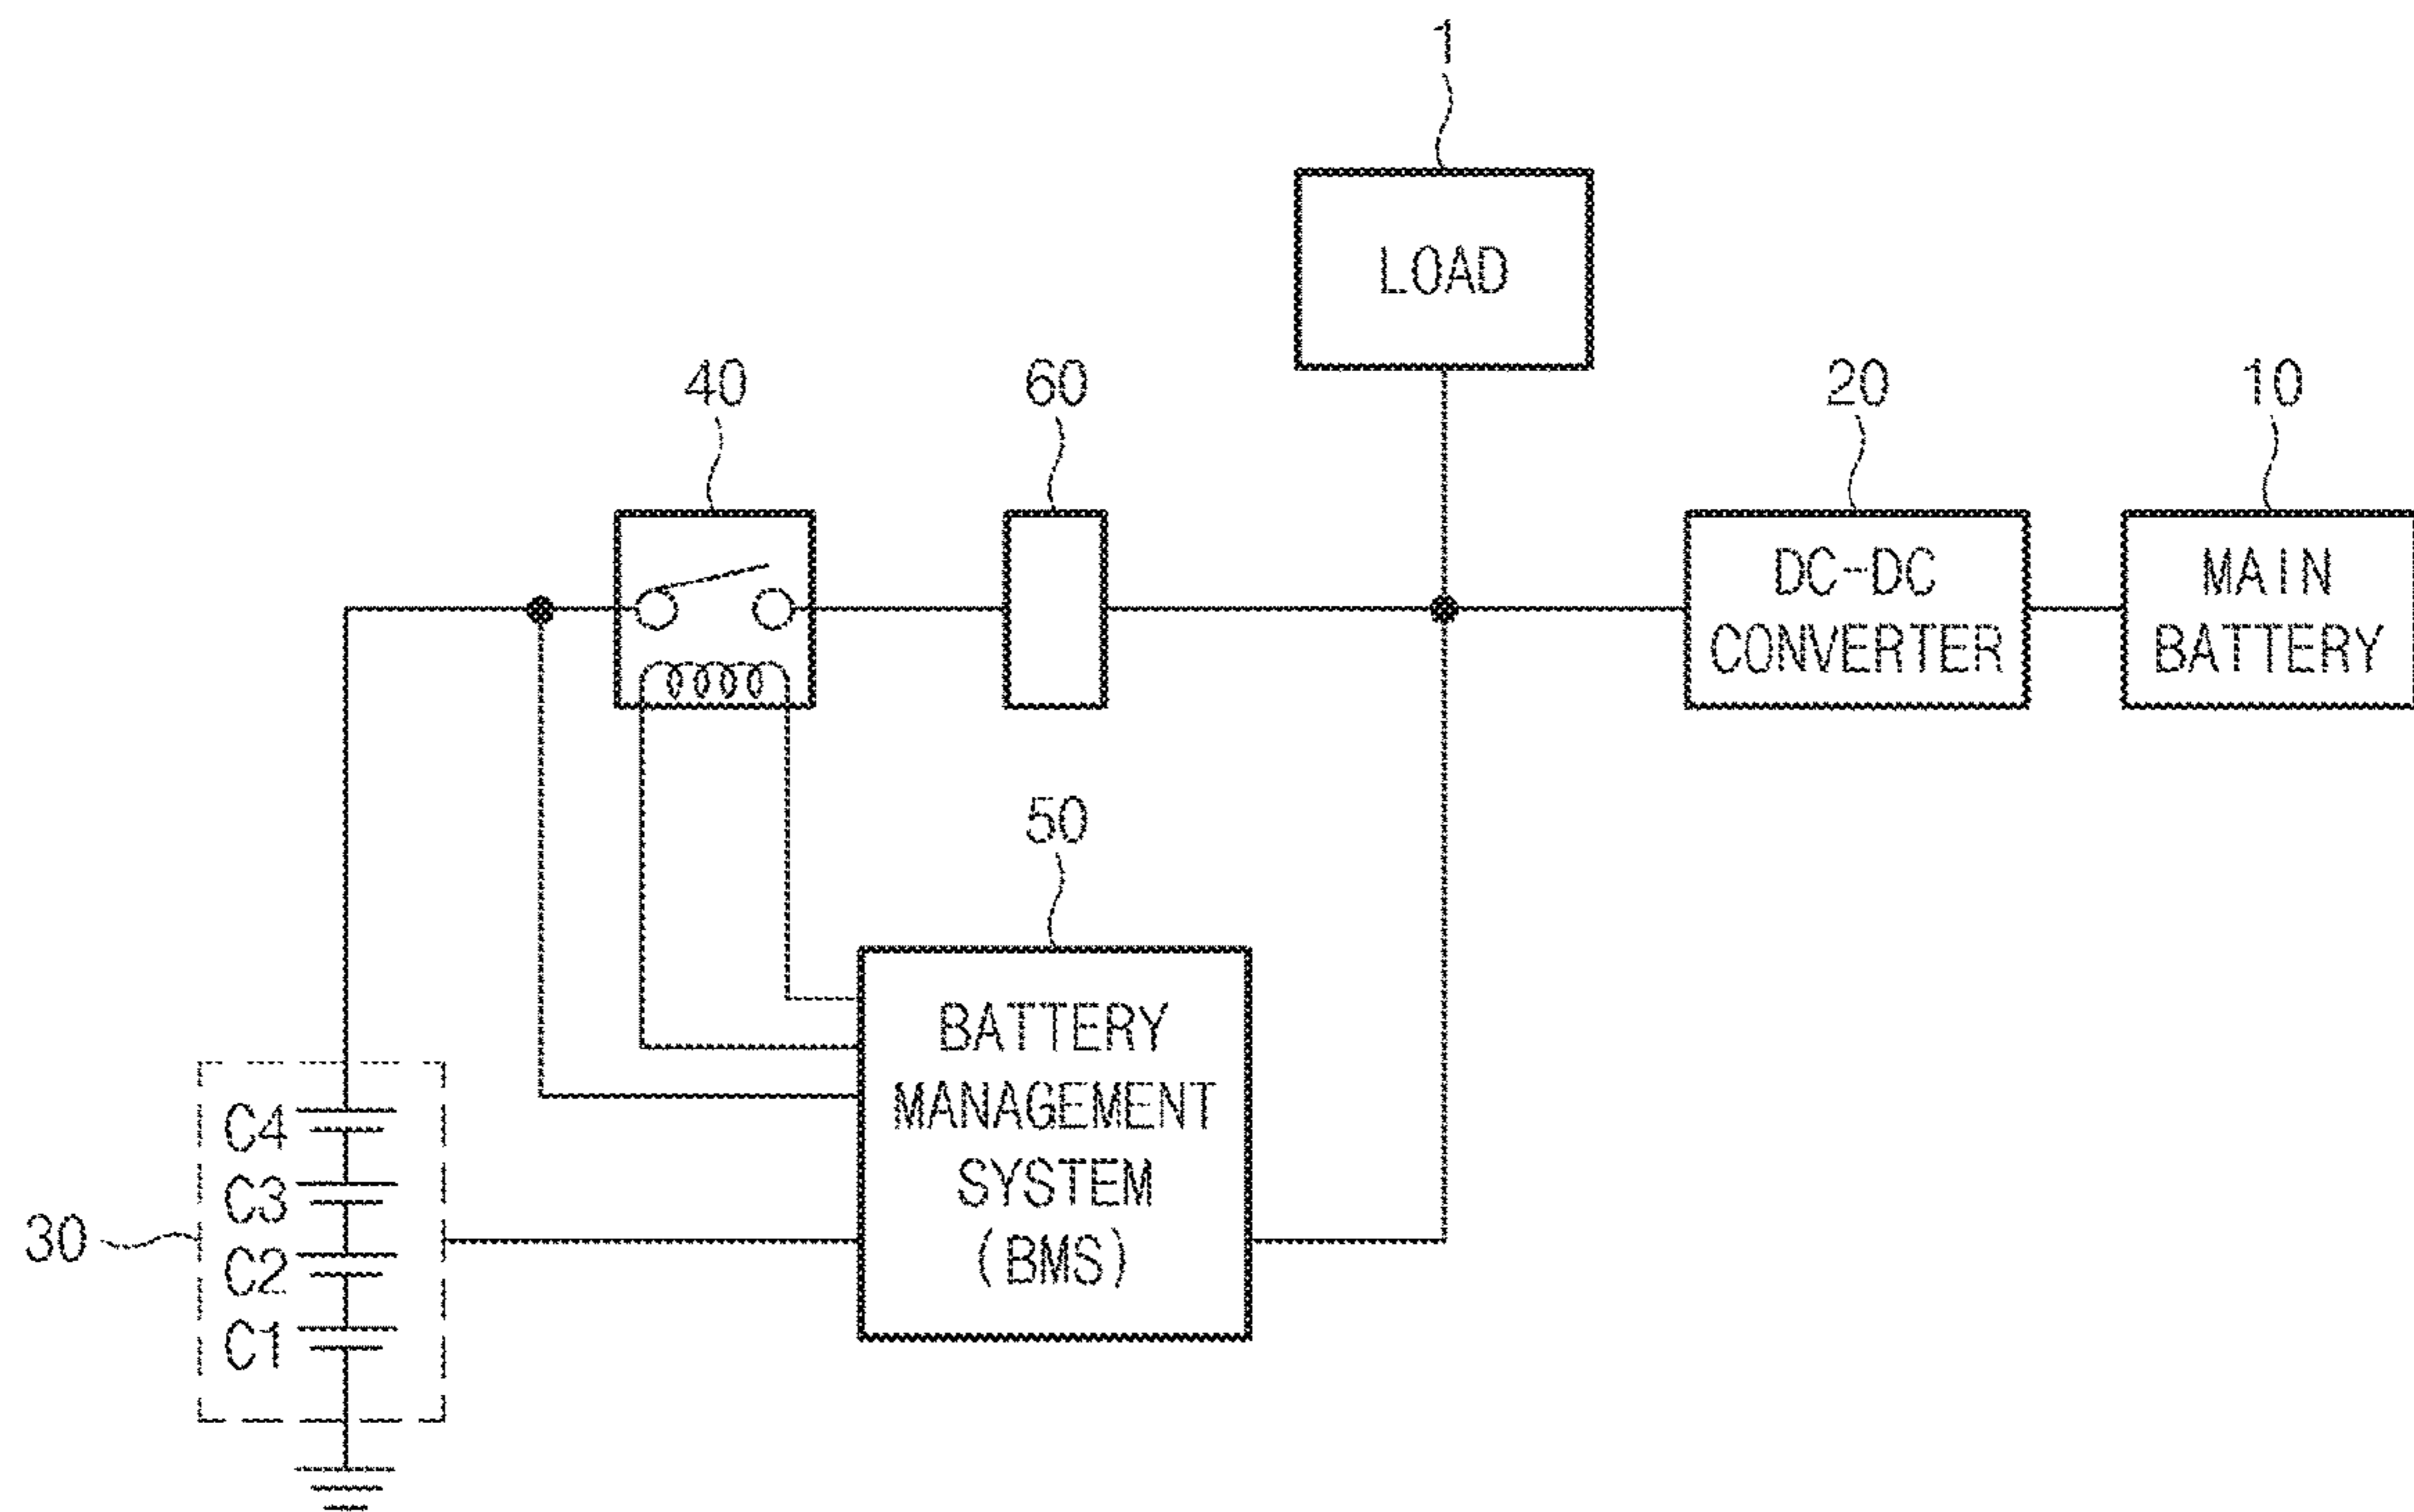 1
LOAD
40
60
20
10
DC-DC
CONVERTER
MAIN
BATTERY
50
BATTERY
MANAGEMENT
SYSTEM
(BMS)
30
C4
C3
C2
C1